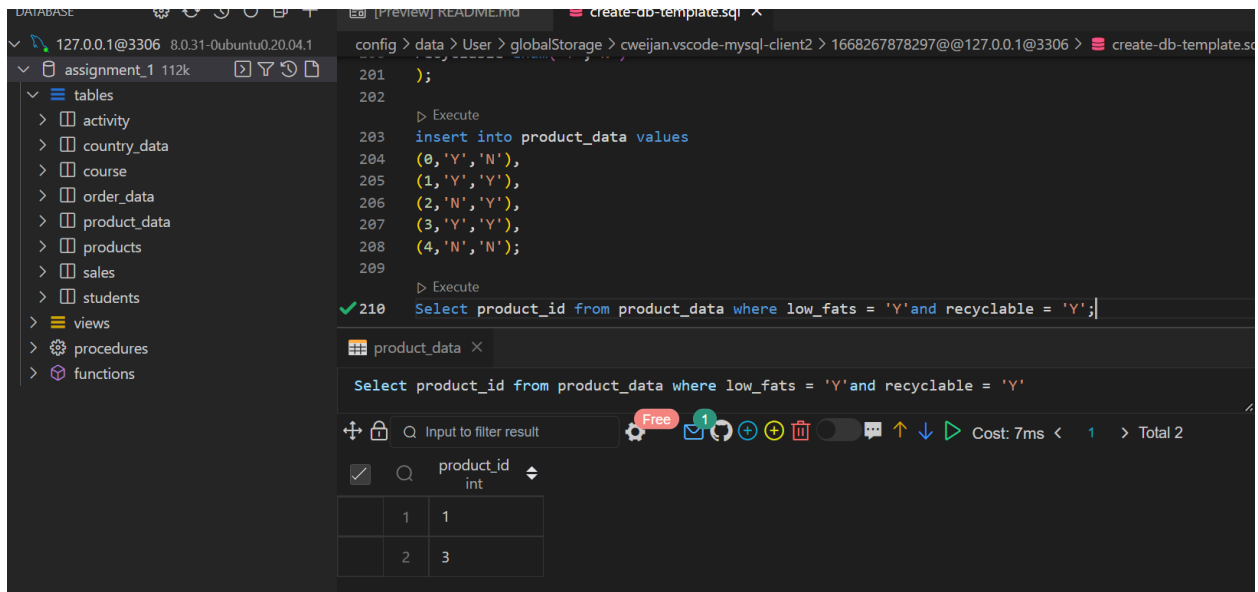 DATABASE
[Preview] README.md
create-db-template.sql ×
127.0.0.1@3306 8.0.31-0ubuntu0.20.04.1
config > data > User > globalStorage > cweijan.vscode-mysql-client2 > 1668267878297@@127.0.0.1@3306 > create-db-template.sq
assignment_1 112k
tables
activity
country_data
course
order_data
product_data
products
sales
students
views
procedures
functions
201 );
202
Execute
203 insert into product_data values
204 (0,'Y','N'),
205 (1,'Y','Y'),
206 (2,'N','Y'),
207 (3,'Y','Y'),
208 (4,'N','N');
209
Execute
210 Select product_id from product_data where low_fats = 'Y'and recyclable = 'Y';
product_data ×
Select product_id from product_data where low_fats = 'Y'and recyclable = 'Y'
Input to filter result
Free
1
Cost: 7ms < 1 > Total 2
product_id
int
1 1
2 3